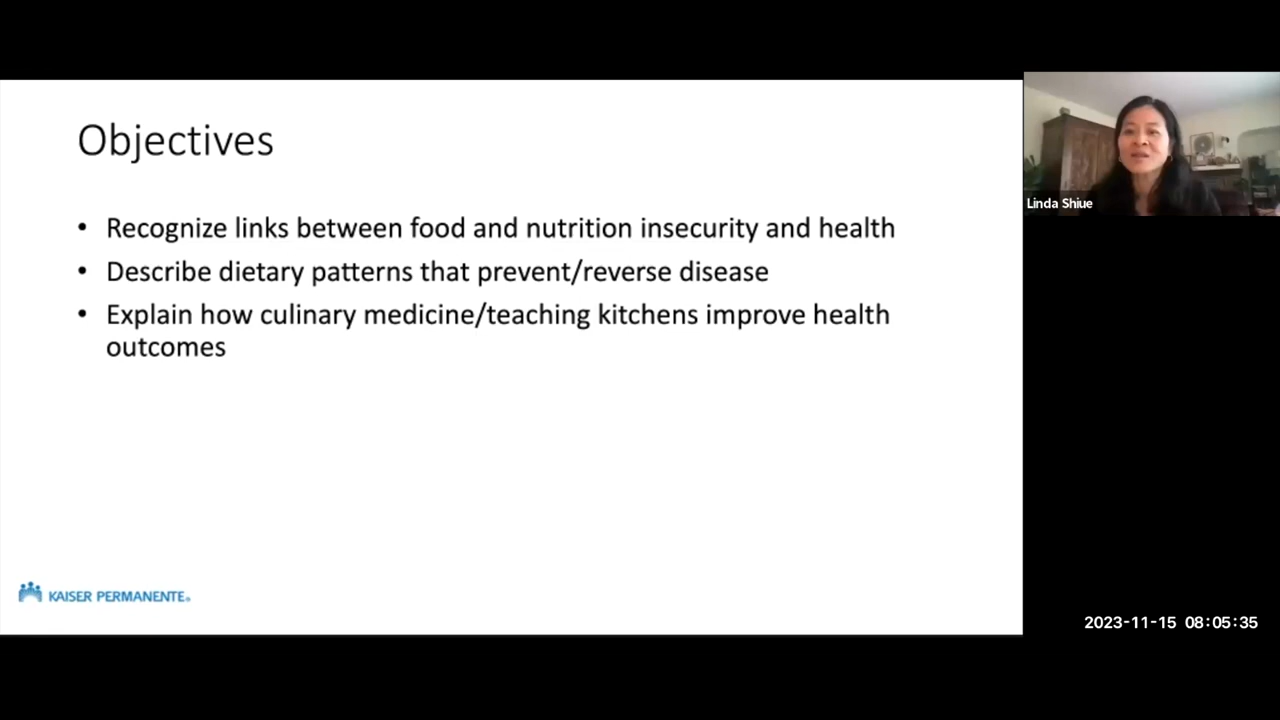 Objectives
• Recognize links between food and nutrition insecurity and health
• Describe dietary patterns that prevent/reverse disease
• Explain how culinary medicine/teaching kitchens improve health
outcomes
KAISER PERMANENTE®
Linda Shiue
2023-11-15 08:05:35